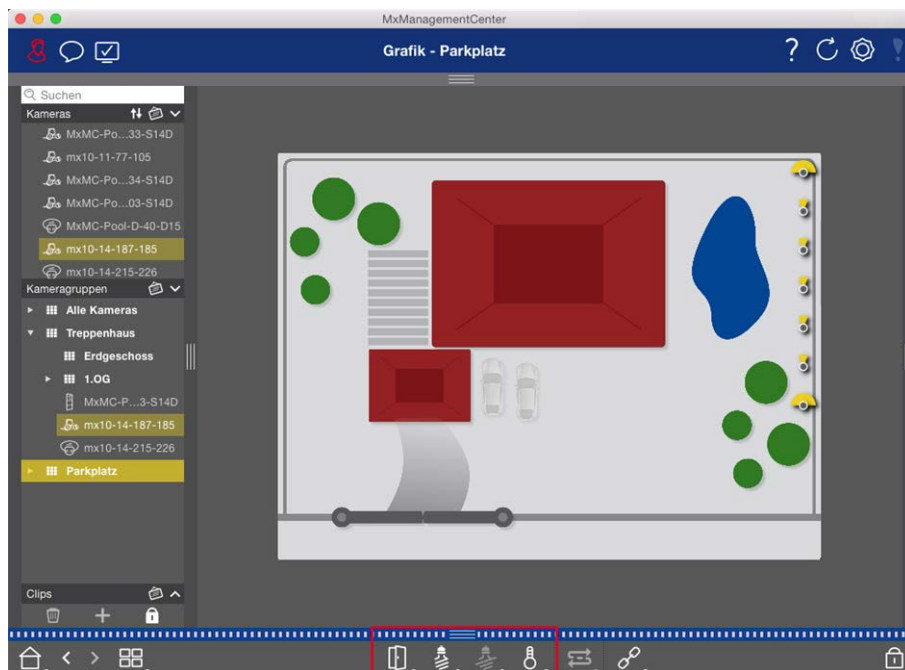 MxManagementCenter
Grafik - Parkplatz
Suchen
Kameras
MxMC-Po...33-S14D
mx10-11-77-105
MxMC-Po...34-S14D
MxMC-Po...03-S14D
MxMC-Pool-D-40-D15
mx10-14-187-185
mx10-14-215-226
Kameragruppen
Alle Kameras
Treppenhaus
Erdgeschoss
1.OG
MxMC-P...3-S14D
mx10-14-187-185
mx10-14-215-226
Parkplatz
Clips